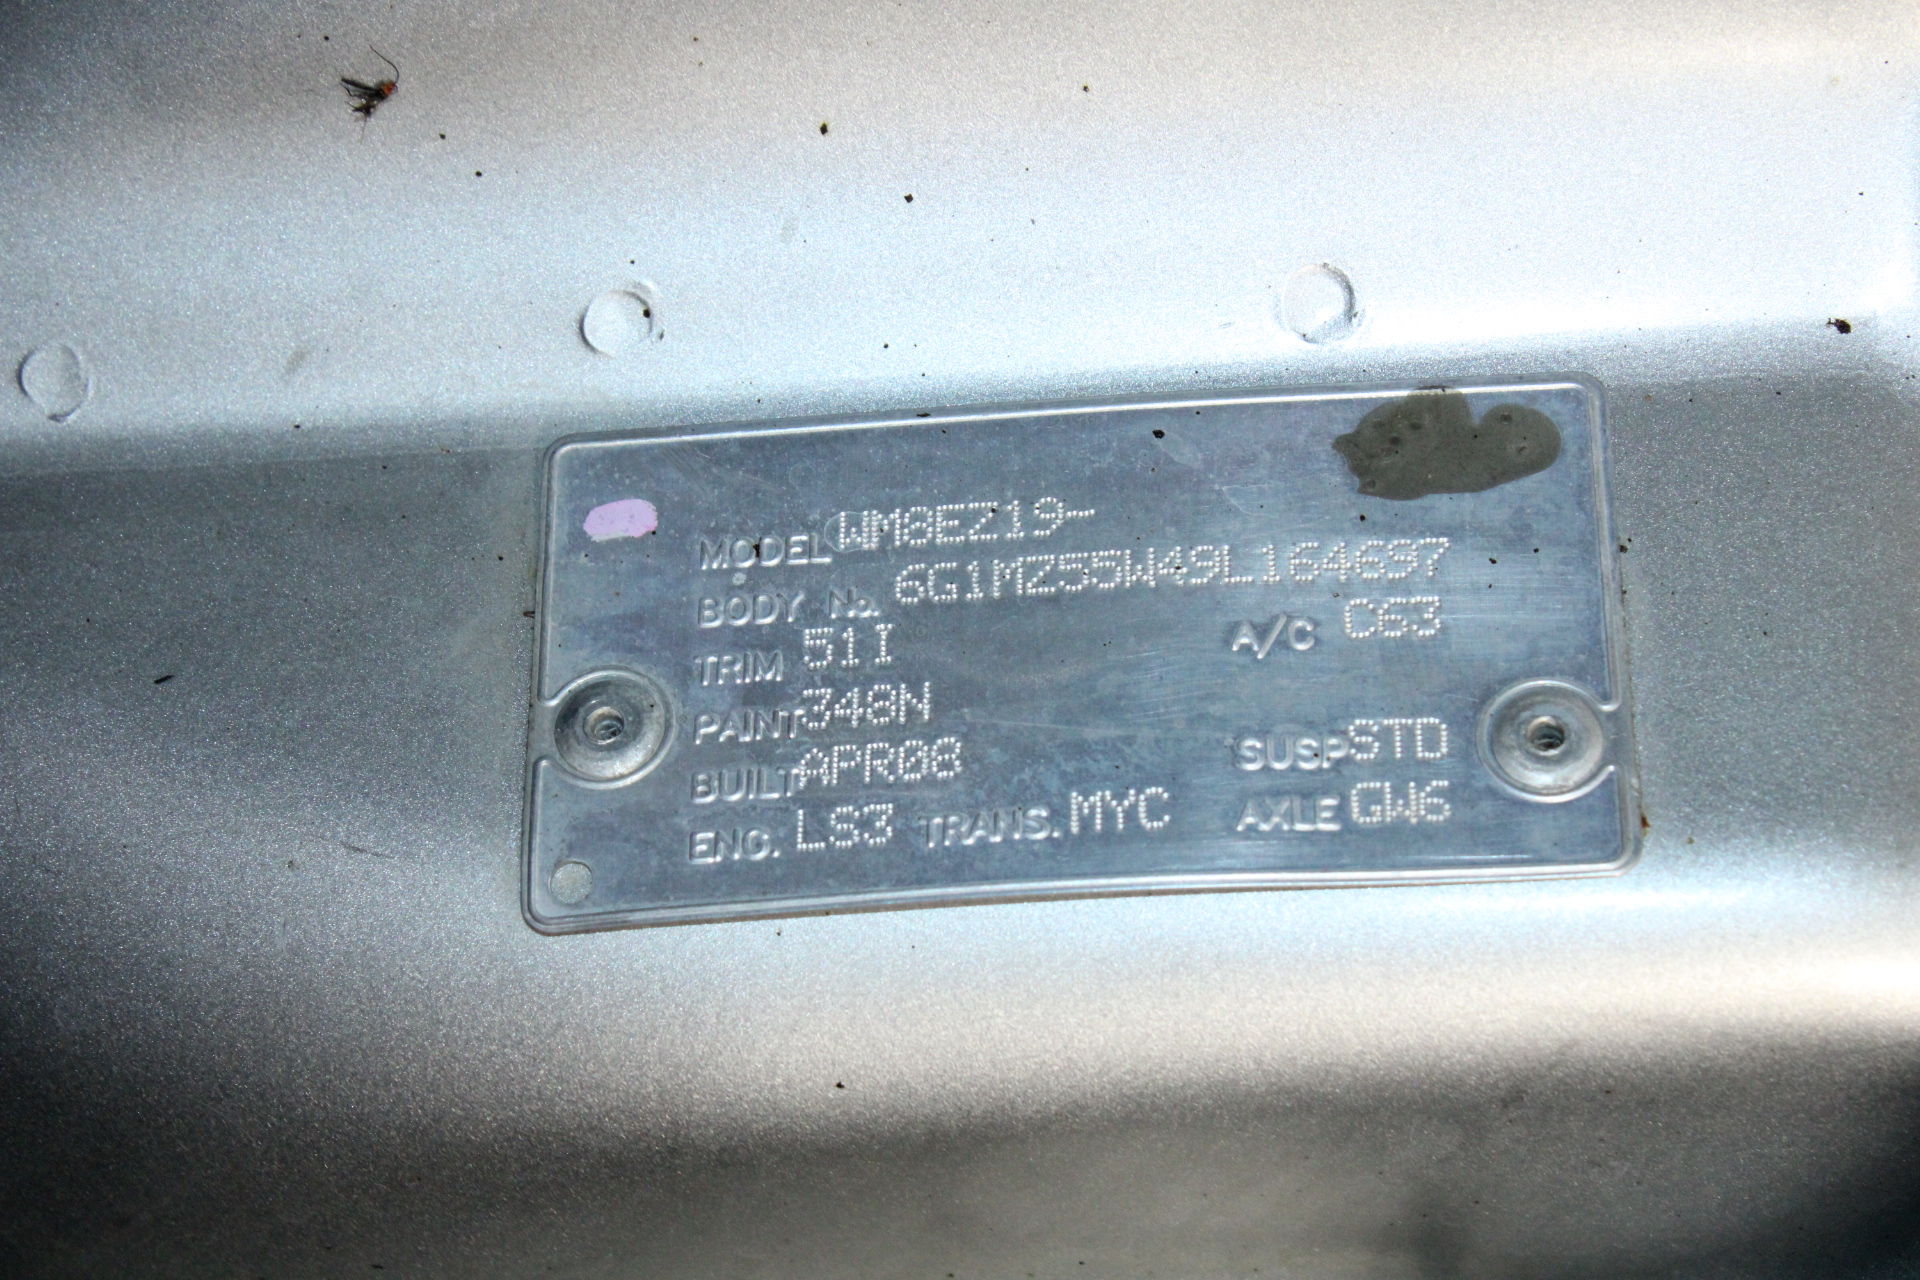 MODEL WM8EZ19-
BODY No. 6G1MZ55W49L164697
TRIM 51I A/C C63
PAINT 348N
BUILT APR08 SUSP STD
ENG. LS3 TRANS. MYC AXLE GW6